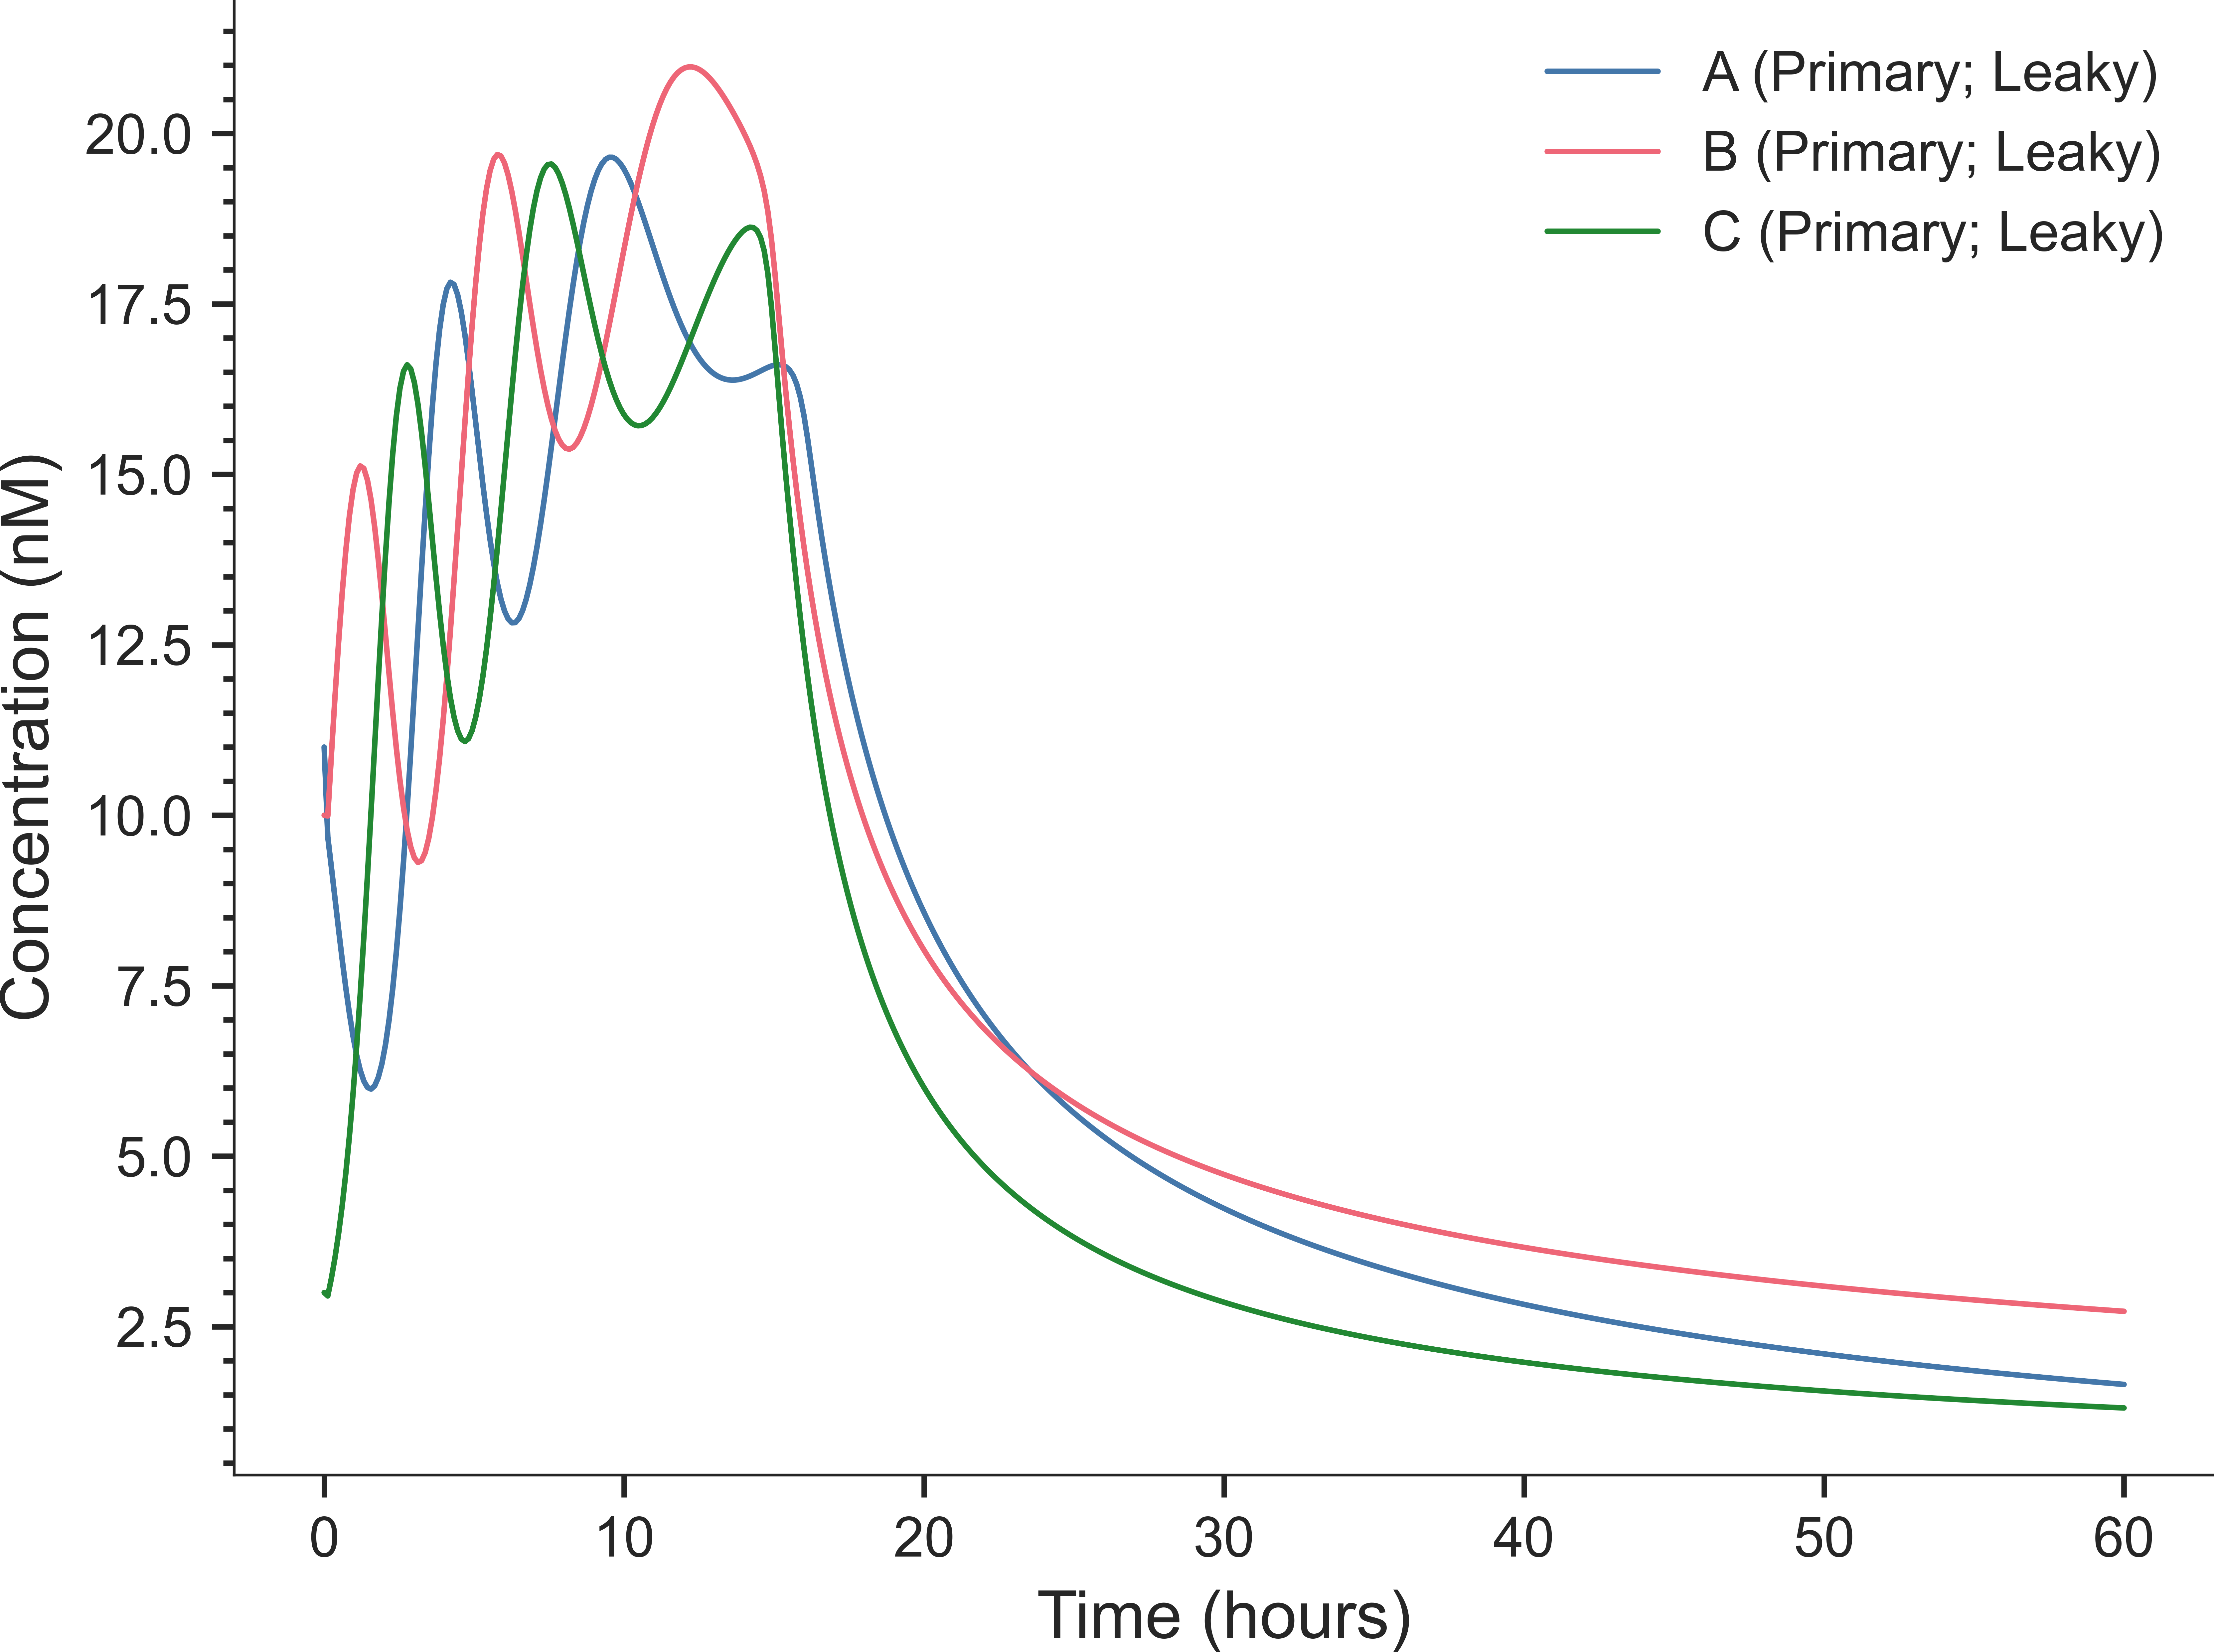 A (Primary; Leaky)
B (Primary; Leaky)
C (Primary; Leaky)
Concentration (nM)
20.0
17.5
15.0
12.5
10.0
7.5
5.0
2.5
0 10 20 30 40 50 60
Time (hours)